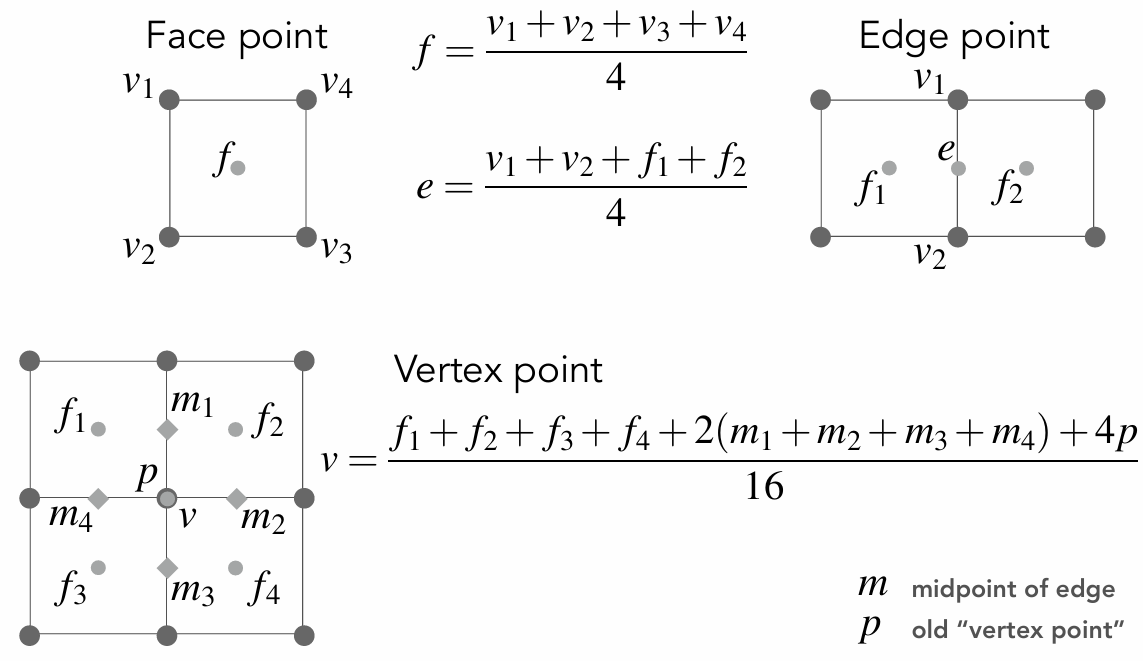 Face point
v1 v4
f
v2 v3
f = (v1 + v2 + v3 + v4) / 4
e = (v1 + v2 + f1 + f2) / 4
Edge point
v1
e
f1 f2
v2
f1 m1 f2
p
m4 v m2
f3 m3 f4
Vertex point
v = (f1 + f2 + f3 + f4 + 2(m1 + m2 + m3 + m4) + 4p) / 16
m midpoint of edge
p old “vertex point”